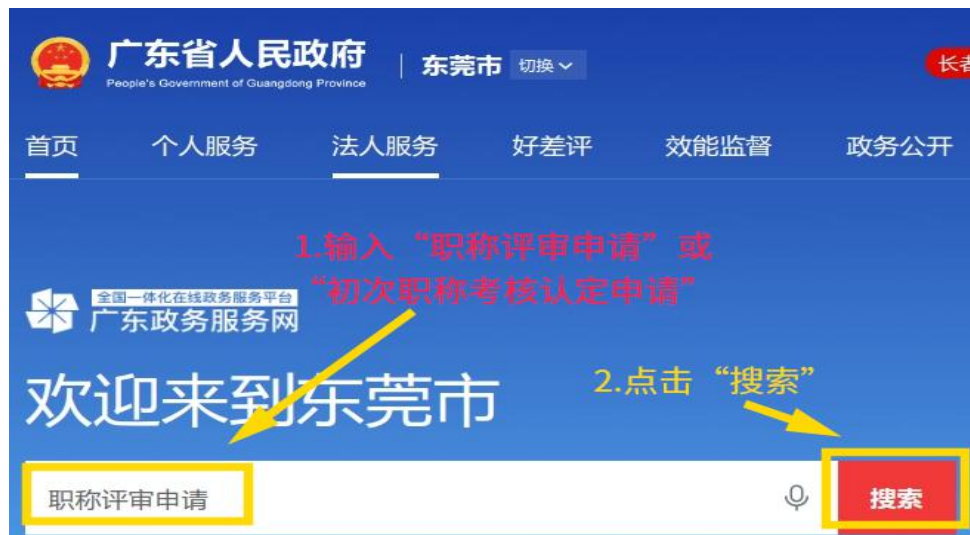 广东省人民政府
People's Government of Guangdong Province
东莞市 切换
长者
首页 个人服务 法人服务 好差评 效能监督 政务公开
1.输入“职称评审申请”或
“初次职称考核认定申请”
全国一体化在线政务服务平台
广东政务服务网
欢迎来到东莞市
2.点击“搜索”
职称评审申请
搜索